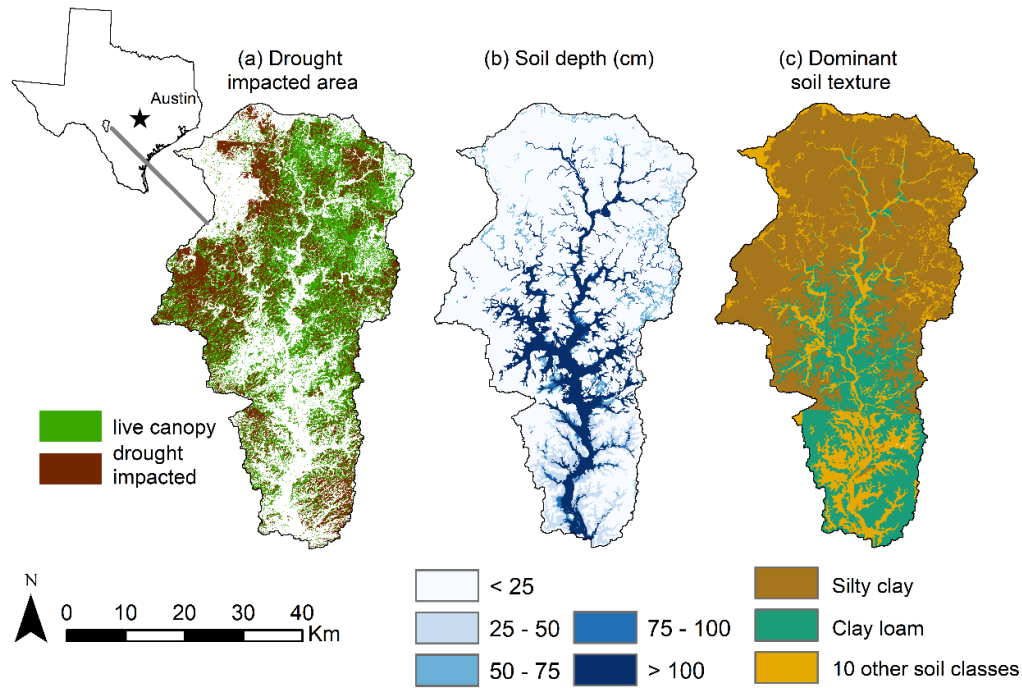 (a) Drought
impacted area
(b) Soil depth (cm)
(c) Dominant
soil texture
Austin
live canopy
drought
impacted
N
0 10 20 30 40
Km
< 25
25 - 50
50 - 75
75 - 100
> 100
Silty clay
Clay loam
10 other soil classes